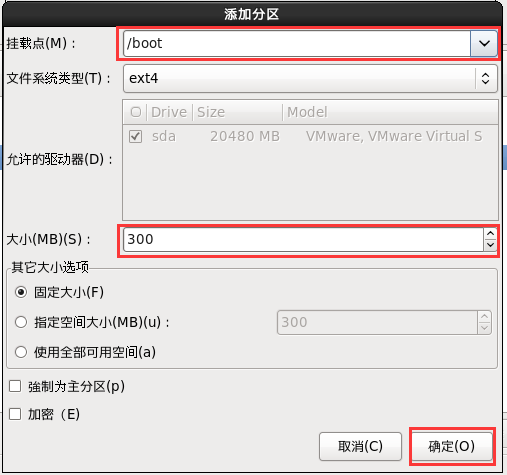 添加分区
挂载点(M)：
/boot
文件系统类型(T)：
ext4
允许的驱动器(D)：
Drive Size Model
sda 20480 MB VMware, VMware Virtual S
大小(MB)(S)：
300
其它大小选项
固定大小(F)
指定空间大小(MB)(u)：
300
使用全部可用空间(a)
強制为主分区(p)
加密（E)
取消(C)
确定(O)